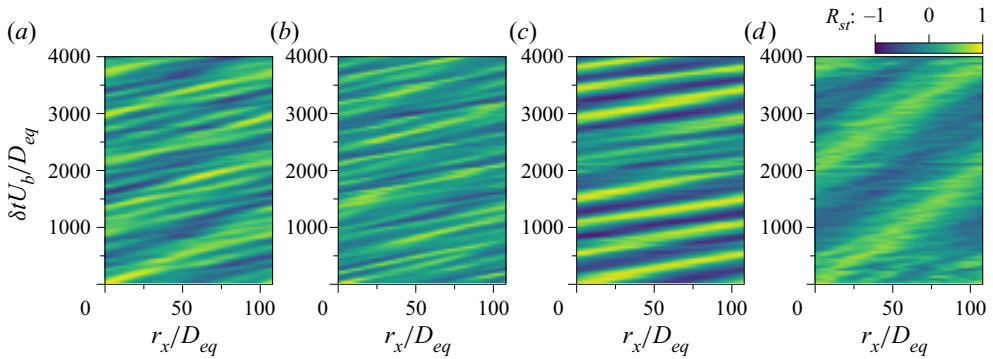 R_st: −1 0 1
(a) (b) (c) (d)
4000 4000 4000 4000
3000 3000 3000 3000
δtU_b/D_eq
2000 2000 2000 2000
1000 1000 1000 1000
0 0 0 0
50 100 50 100 50 100 50 100
r_x/D_eq r_x/D_eq r_x/D_eq r_x/D_eq